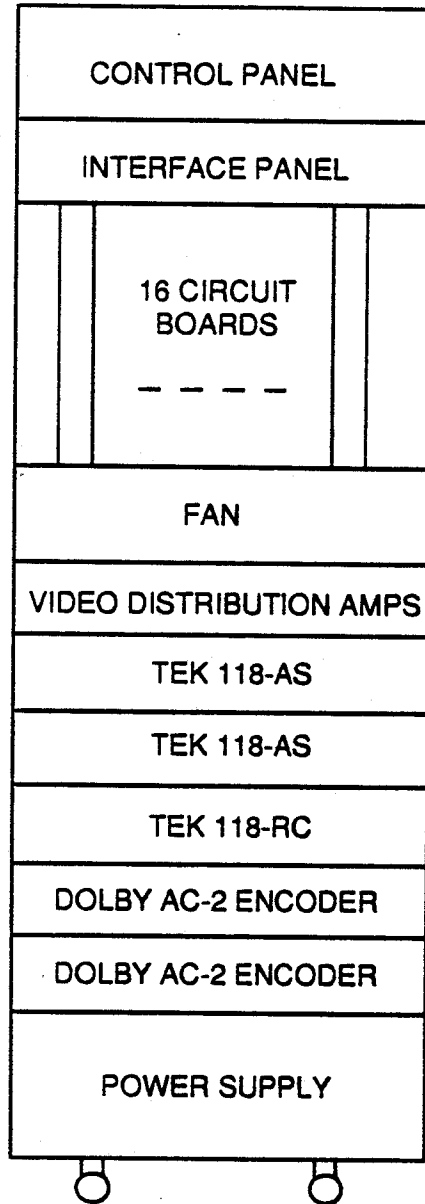 CONTROL PANEL
INTERFACE PANEL
16 CIRCUIT
BOARDS
FAN
VIDEO DISTRIBUTION AMPS
TEK 118-AS
TEK 118-AS
TEK 118-RC
DOLBY AC-2 ENCODER
DOLBY AC-2 ENCODER
POWER SUPPLY